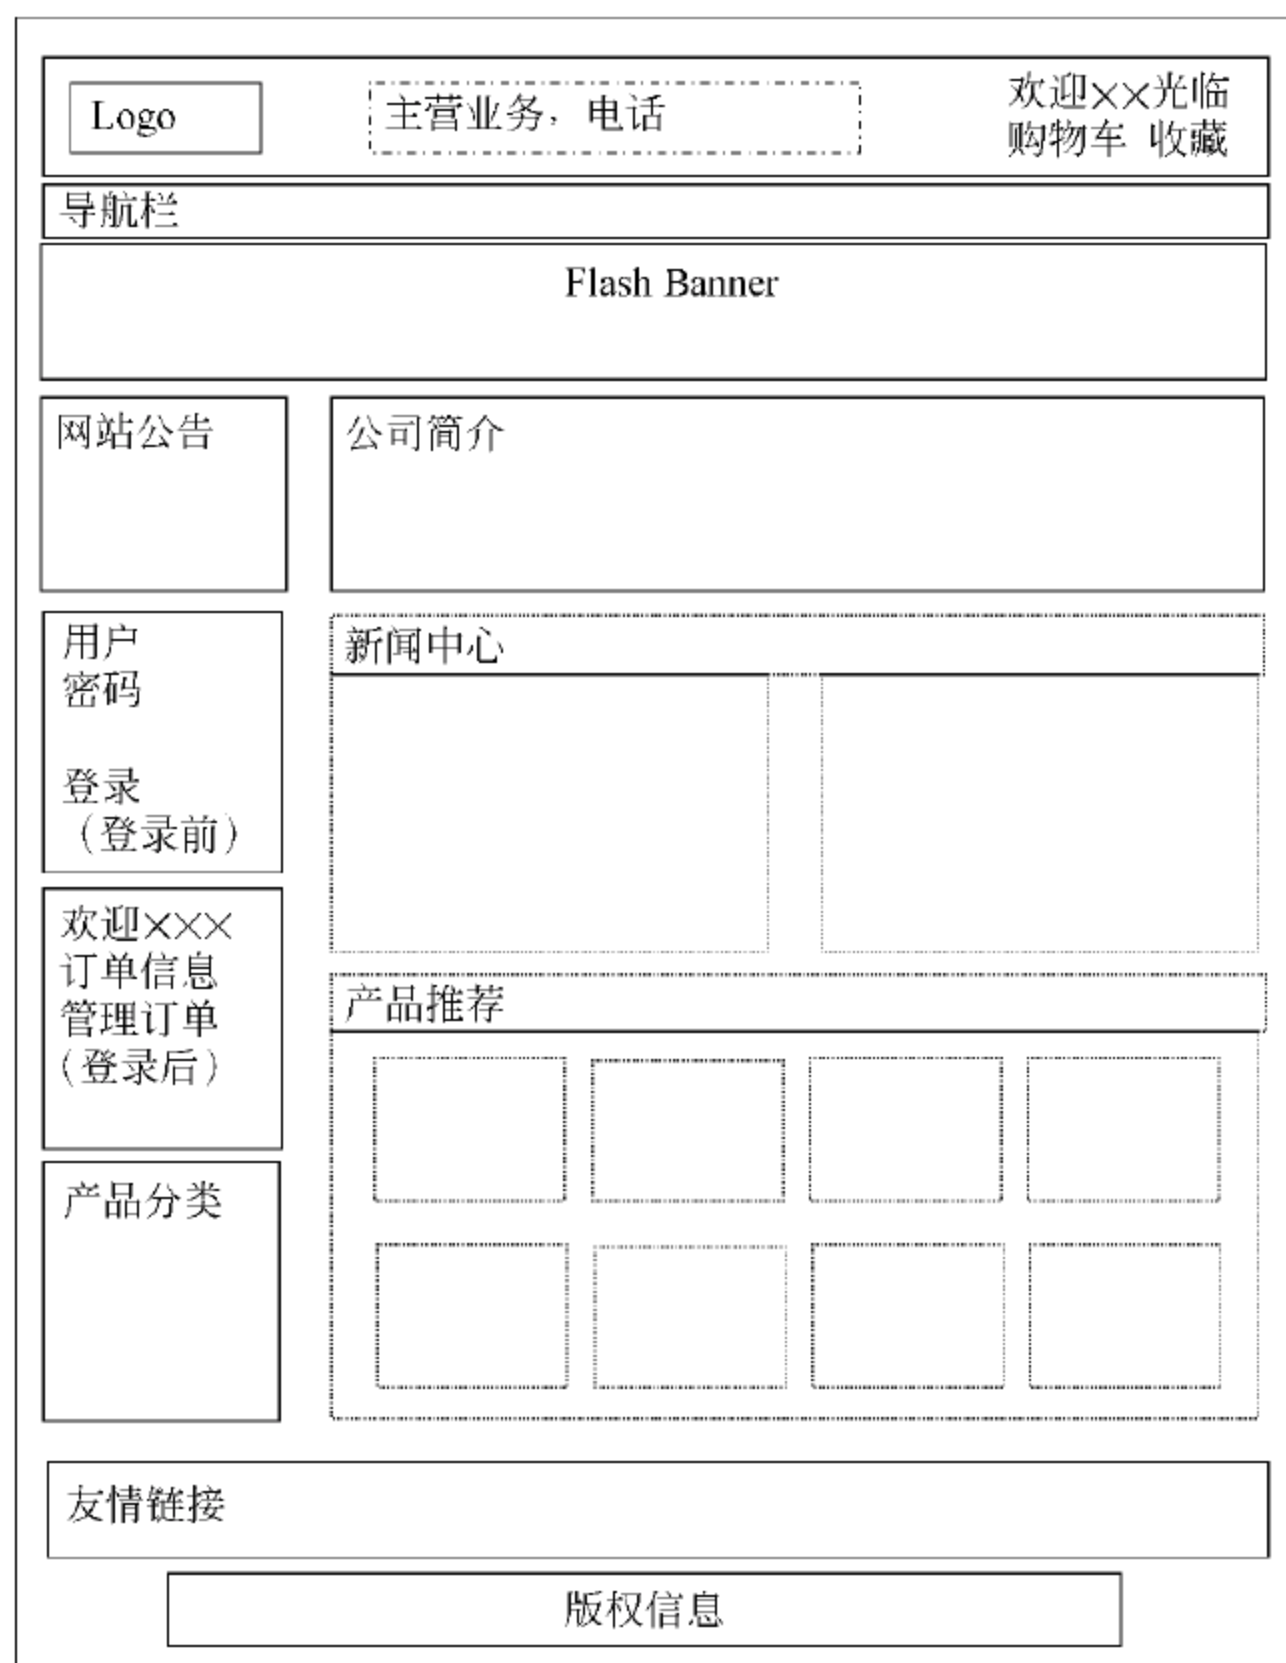 Logo
主营业务，电话
欢迎××光临
购物车 收藏
导航栏
Flash Banner
网站公告
公司简介
用户
密码
登录
（登录前）
新闻中心
欢迎×××
订单信息
管理订单
（登录后）
产品推荐
产品分类
友情链接
版权信息